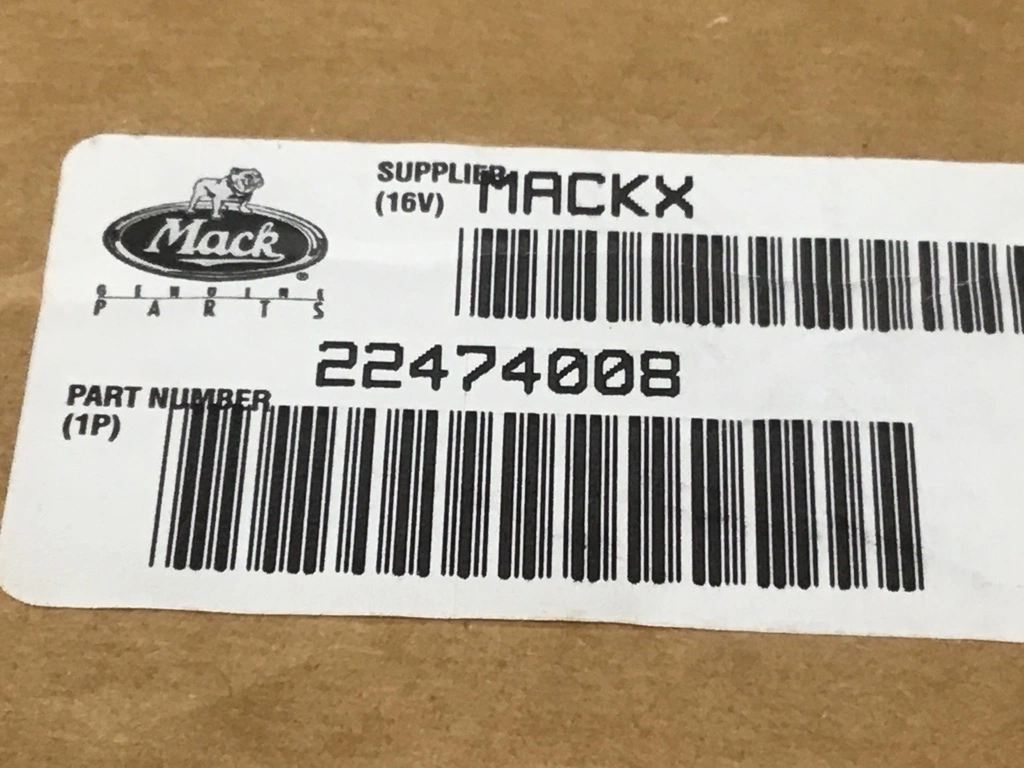 Mack
®
GENUINE
PARTS
SUPPLIER
(16V)
MACKX
22474008
PART NUMBER
(1P)